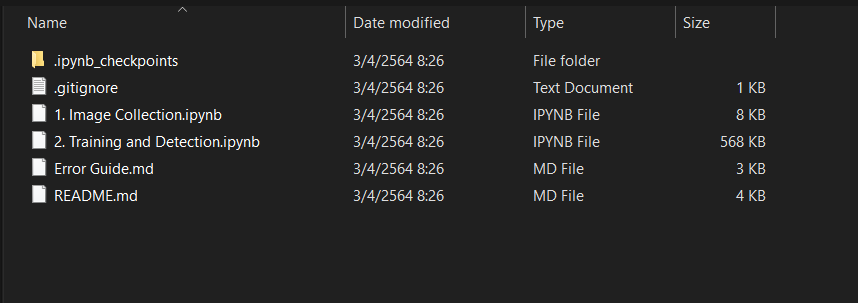 Name Date modified Type Size
.ipynb_checkpoints 3/4/2564 8:26 File folder
.gitignore 3/4/2564 8:26 Text Document 1 KB
1. Image Collection.ipynb 3/4/2564 8:26 IPYNB File 8 KB
2. Training and Detection.ipynb 3/4/2564 8:26 IPYNB File 568 KB
Error Guide.md 3/4/2564 8:26 MD File 3 KB
README.md 3/4/2564 8:26 MD File 4 KB